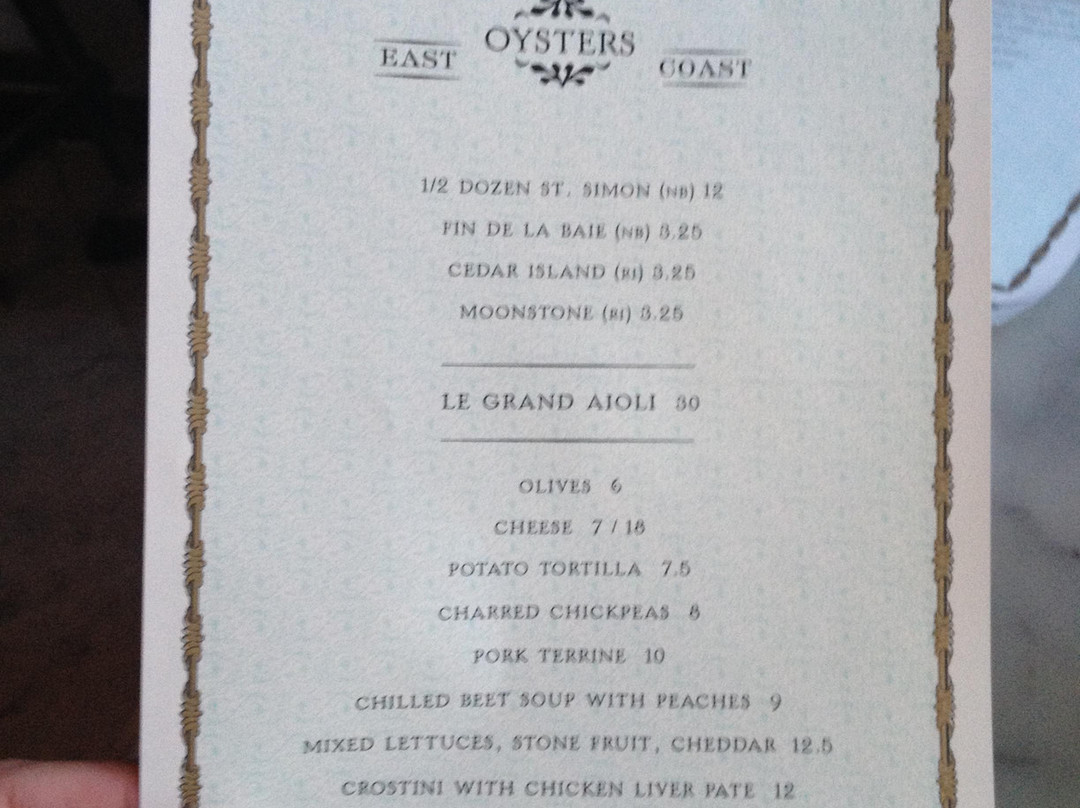 OYSTERS
EAST COAST
1/2 DOZEN ST. SIMON (NB) 12
FIN DE LA BAIE (NB) 3.25
CEDAR ISLAND (RI) 3.25
MOONSTONE (RI) 3.25
LE GRAND AIOLI 30
OLIVES 6
CHEESE 7 / 18
POTATO TORTILLA 7.5
CHARRED CHICKPEAS 8
PORK TERRINE 10
CHILLED BEET SOUP WITH PEACHES 9
MIXED LETTUCES, STONE FRUIT, CHEDDAR 12.5
CROSTINI WITH CHICKEN LIVER PATE 12